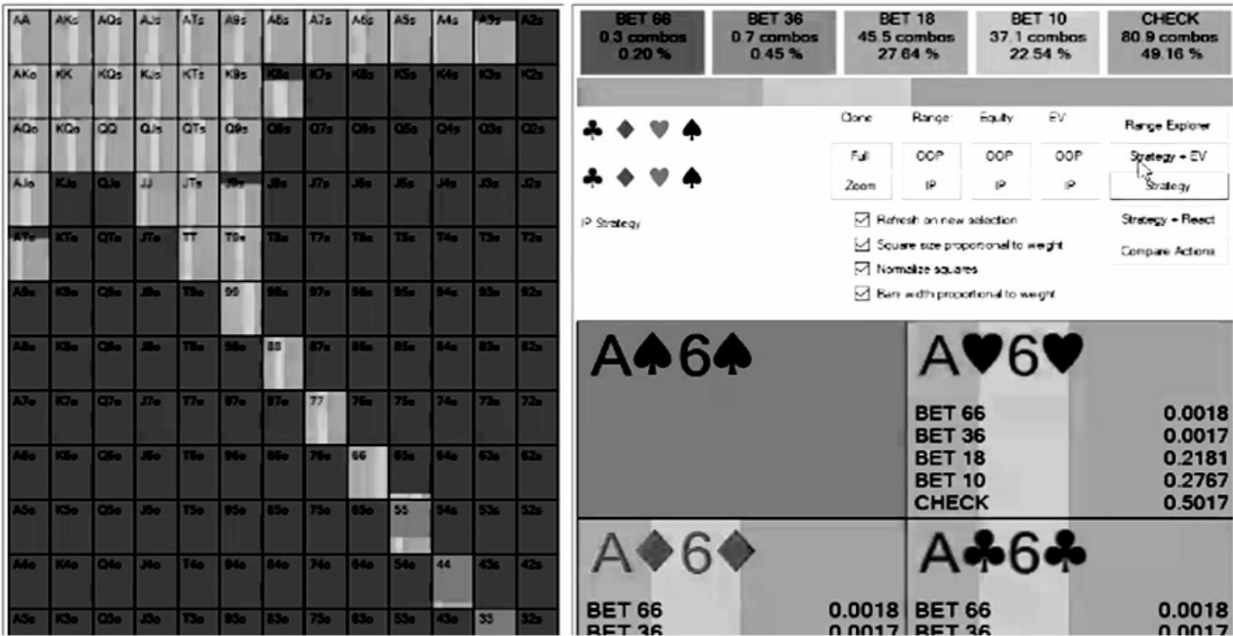 AA AKs AQs AJs ATs A9s A8s A7s A6s A5s A4s A3s A2s
AKo KK KQs KJs KTs K9s K8s K7s K6s K5s K4s K3s K2s
AQo KQo QQ QJs QTs Q9s Q8s Q7s Q6s Q5s Q4s Q3s Q2s
AJo KJo QJo JJ JTs J9s J8s J7s J6s J5s J4s J3s J2s
ATo KTo QTo JTo TT T9s T8s T7s T6s T5s T4s T3s T2s
A9o K9o Q9o J9o T9o 99 98s 97s 96s 95s 94s 93s 92s
A8o K8o Q8o J8o T8o 98o 88 87s 86s 85s 84s 83s 82s
A7o K7o Q7o J7o T7o 97o 87o 77 76s 75s 74s 73s 72s
A6o K6o Q6o J6o T6o 96o 86o 76o 66 65s 64s 63s 62s
A5o K5o Q5o J5o T5o 95o 85o 75o 65o 55 54s 53s 52s
A4o K4o Q4o J4o T4o 94o 84o 74o 64o 54o 44 43s 42s
A3o K3o Q3o J3o T3o 93o 83o 73o 63o 53o 43o 33 32s
BET 66 BET 36 BET 18 BET 10 CHECK
0.3 combos 0.7 combos 45.5 combos 37.1 combos 80.9 combos
0.20 % 0.45 % 27.64 % 22.54 % 49.16 %
Clone Range: Equity EV:
Range Explorer
Full OOP OOP OOP Strategy + EV
Zoom IP IP IP Strategy
IP Strategy
Refresh on new selection
Strategy + React
Square size proportional to weight
Compare Actions
Normalize squares
Bars width proportional to weight
A♠6♠
A♥6♥
BET 66 0.0018
BET 36 0.0017
BET 18 0.2181
BET 10 0.2767
CHECK 0.5017
A♦6♦
A♣6♣
BET 66 0.0018 BET 66 0.0018
BET 36 0.0017 BET 36 0.0017